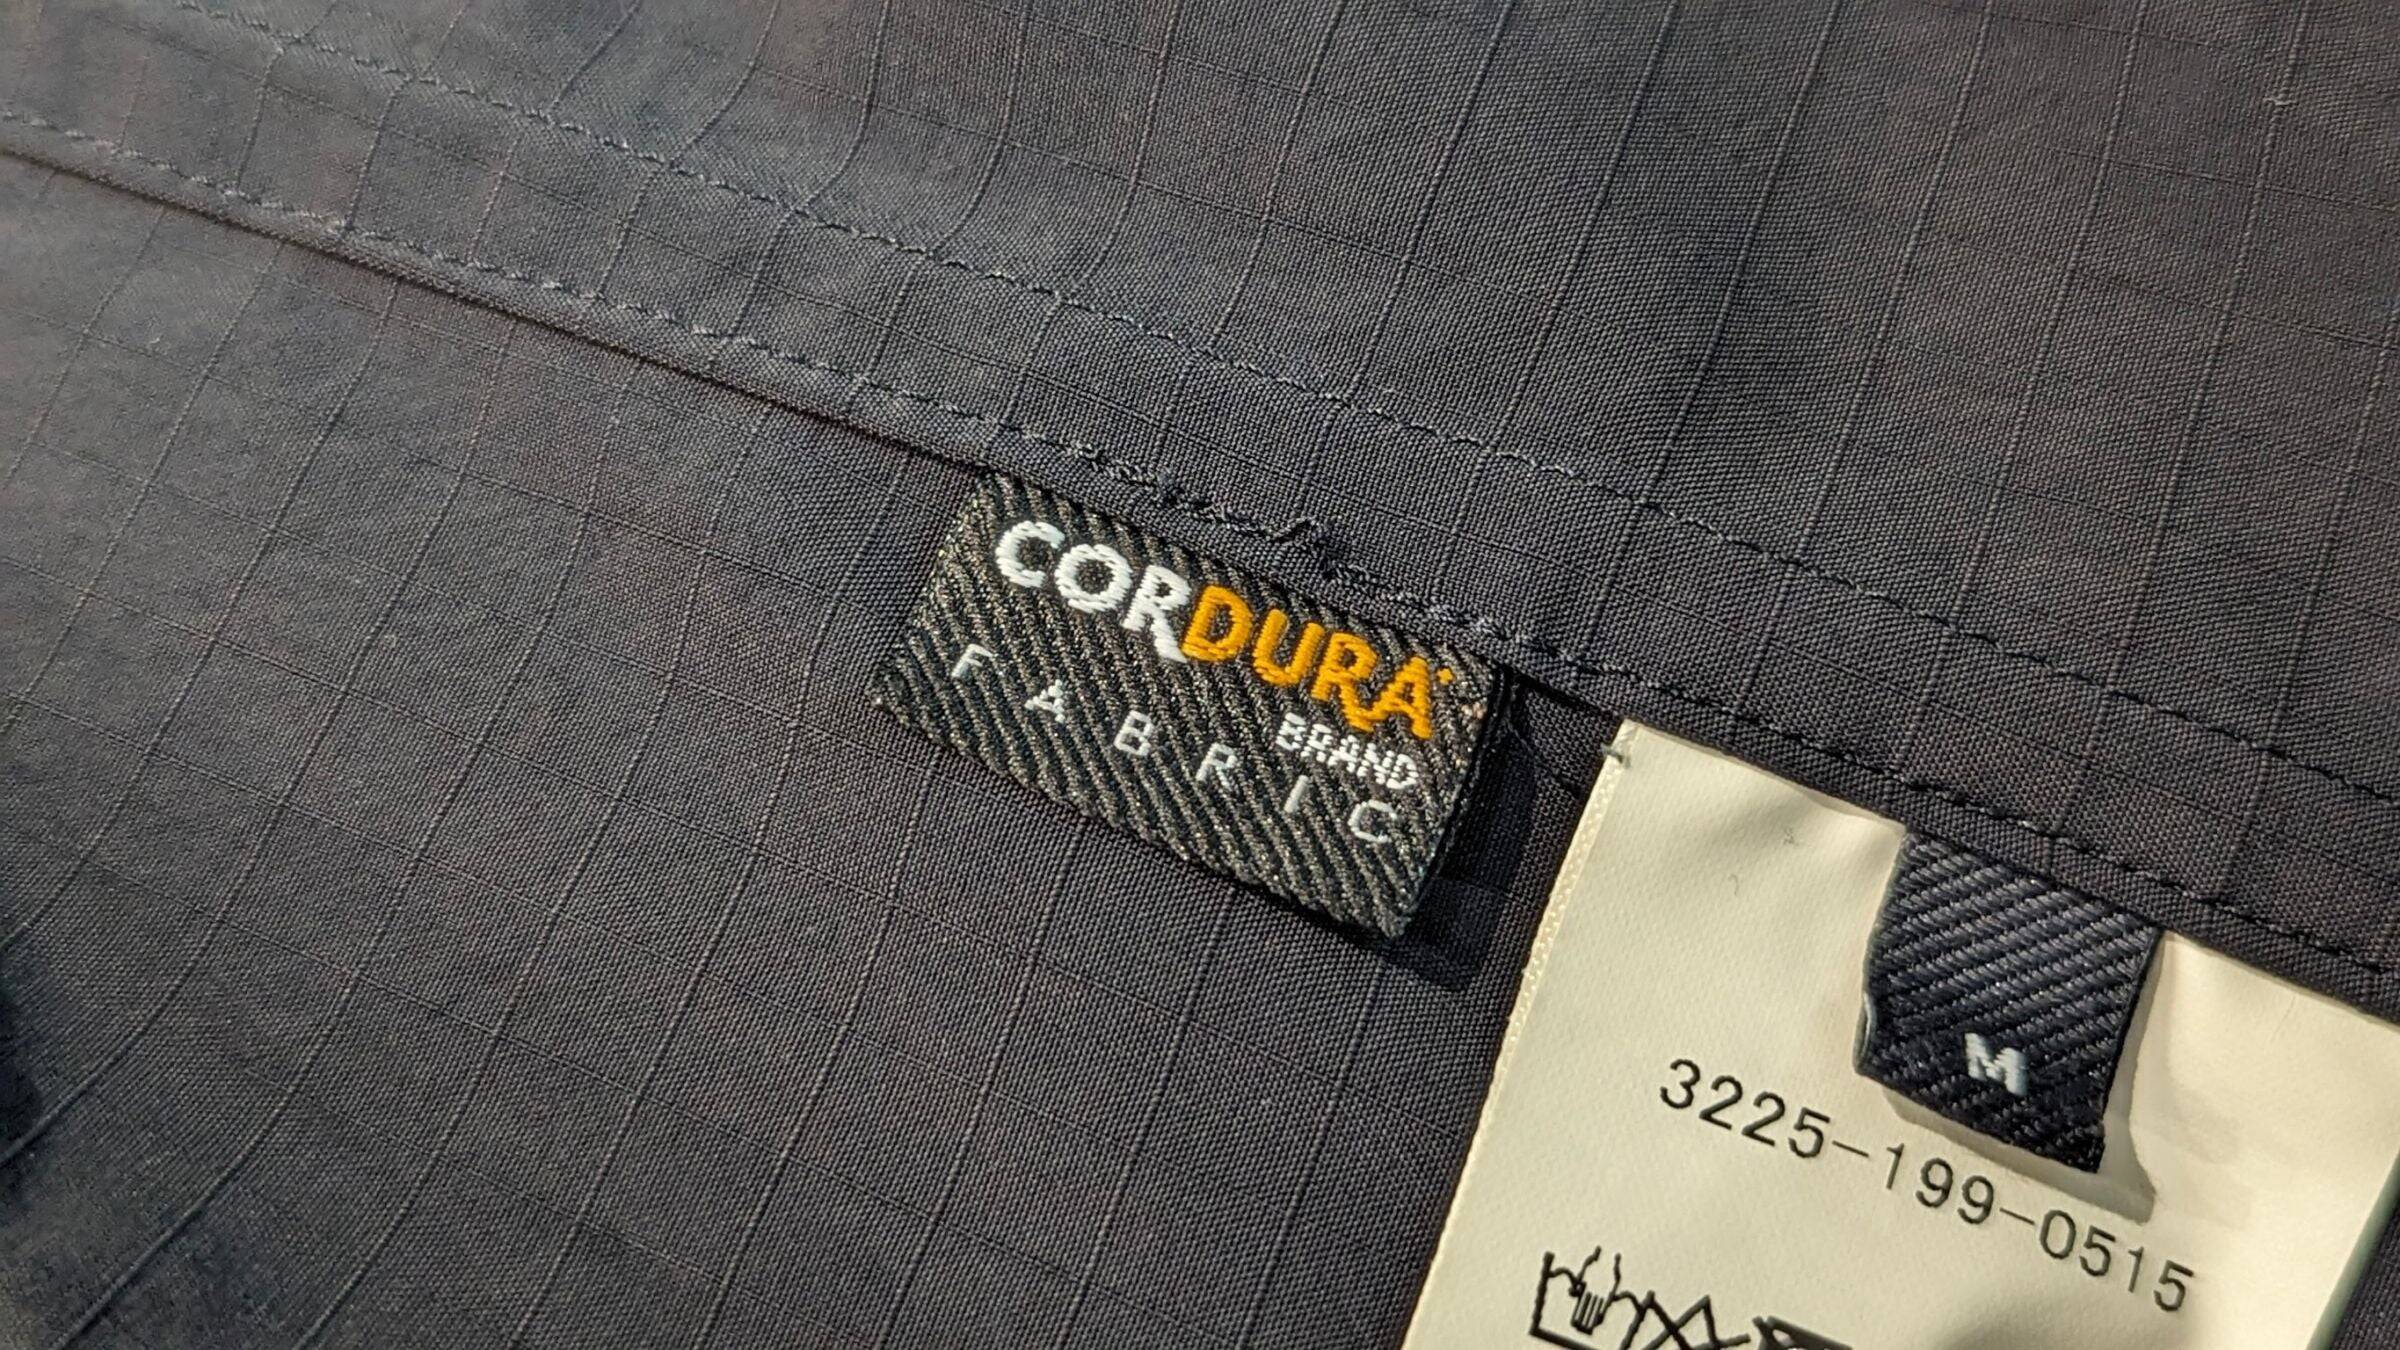 CORDURA
BRAND
FABRIC
M
3225-199-0515